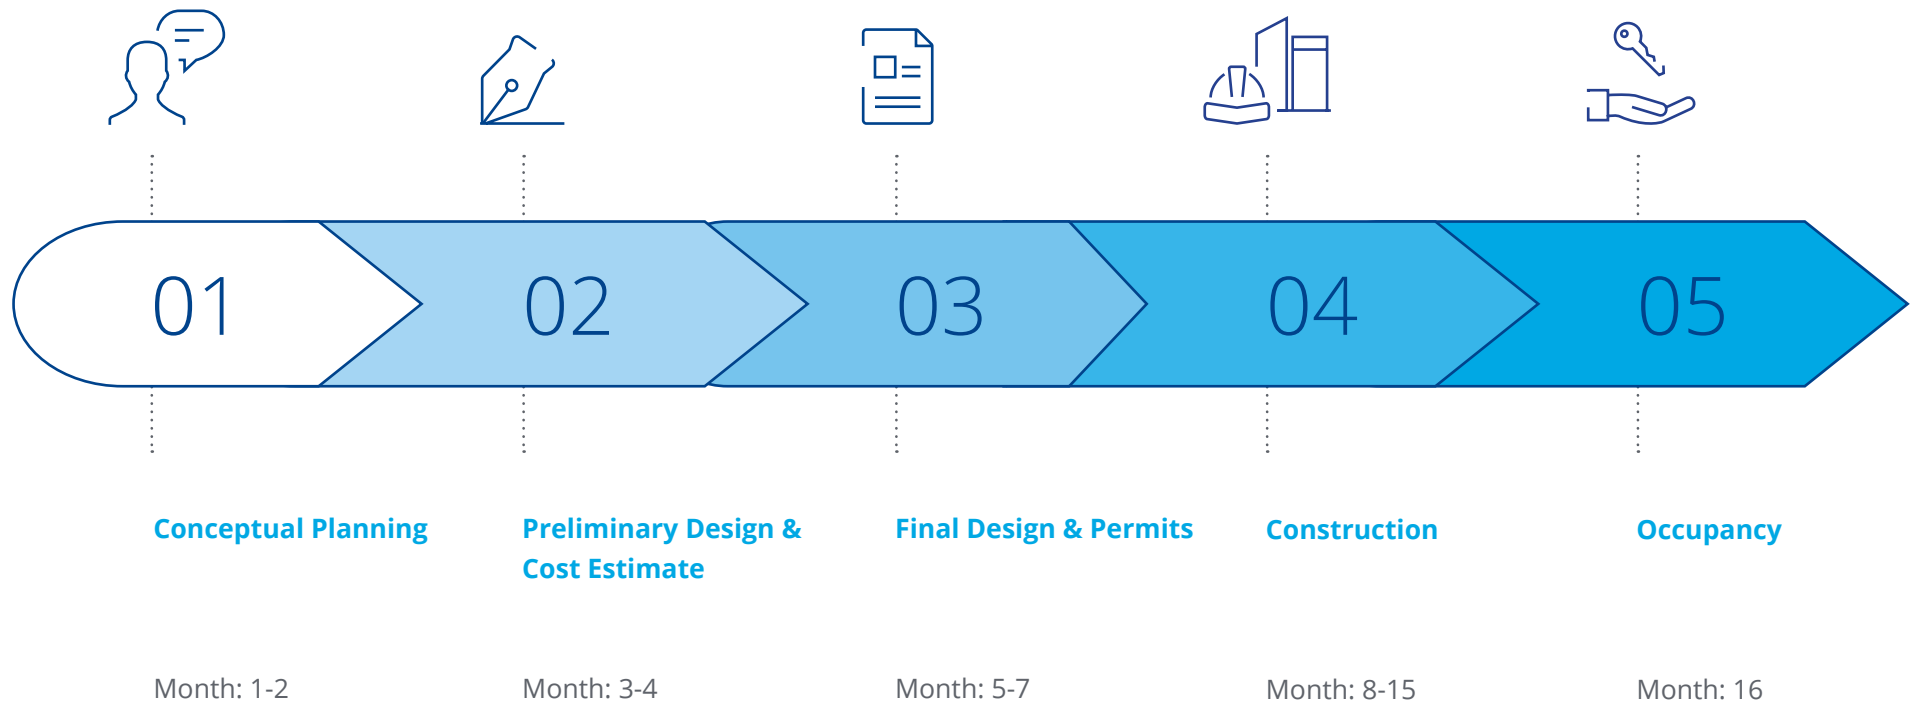 01
02
03
04
05
Conceptual Planning
Preliminary Design &
Cost Estimate
Final Design & Permits
Construction
Occupancy
Month: 1-2
Month: 3-4
Month: 5-7
Month: 8-15
Month: 16